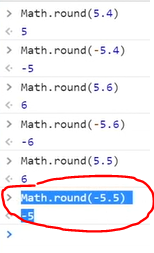 Math.round(5.4)
5
Math.round(-5.4)
-5
Math.round(5.6)
6
Math.round(-5.6)
-6
Math.round(5.5)
6
Math.round(-5.5)
-5